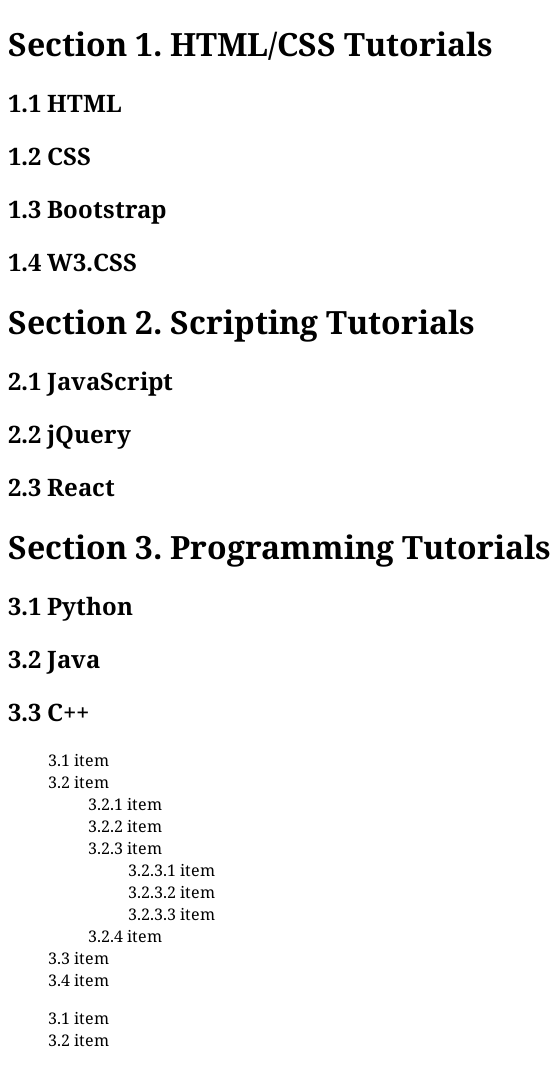 Section 1. HTML/CSS Tutorials
1.1 HTML
1.2 CSS
1.3 Bootstrap
1.4 W3.CSS
Section 2. Scripting Tutorials
2.1 JavaScript
2.2 jQuery
2.3 React
Section 3. Programming Tutorials
3.1 Python
3.2 Java
3.3 C++
3.1 item
3.2 item
3.2.1 item
3.2.2 item
3.2.3 item
3.2.3.1 item
3.2.3.2 item
3.2.3.3 item
3.2.4 item
3.3 item
3.4 item
3.1 item
3.2 item